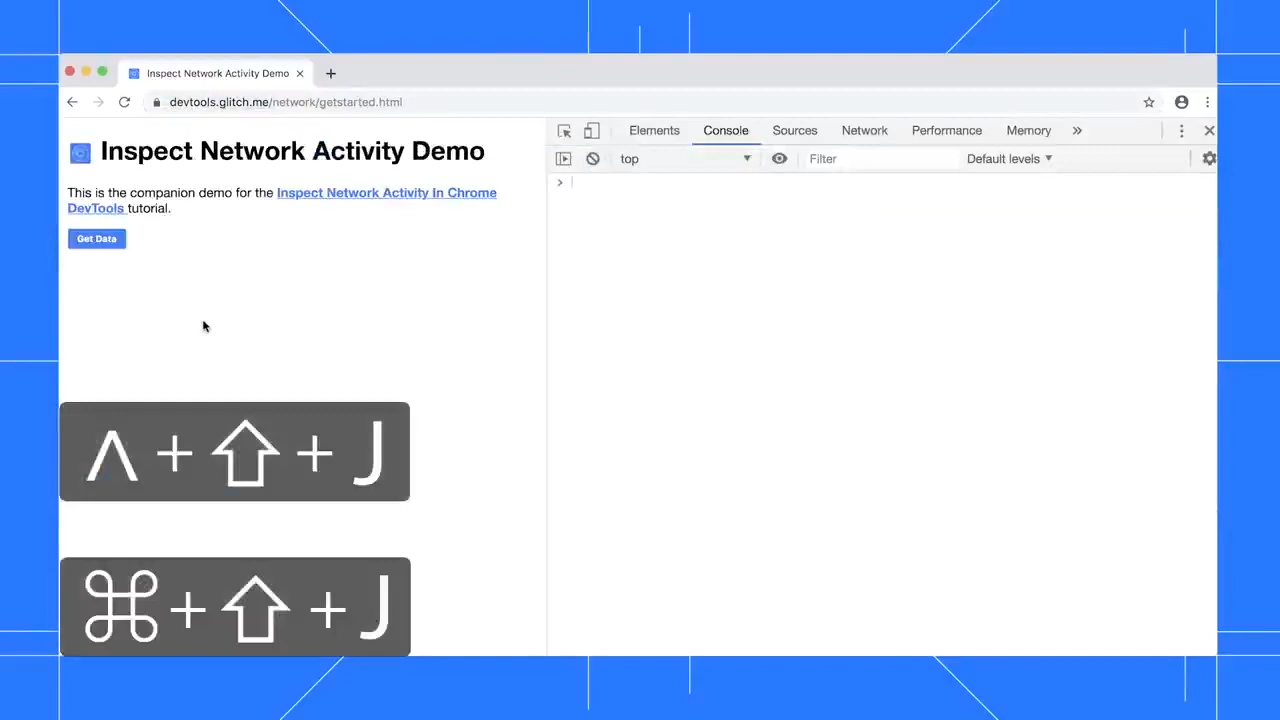 Inspect Network Activity Demo
devtools.glitch.me/network/getstarted.html
Inspect Network Activity Demo
This is the companion demo for the Inspect Network Activity In Chrome
DevTools tutorial.
Get Data
Elements Console Sources Network Performance Memory »
top Filter Default levels
>
Λ + ⇧ + J
⌘ + ⇧ + J